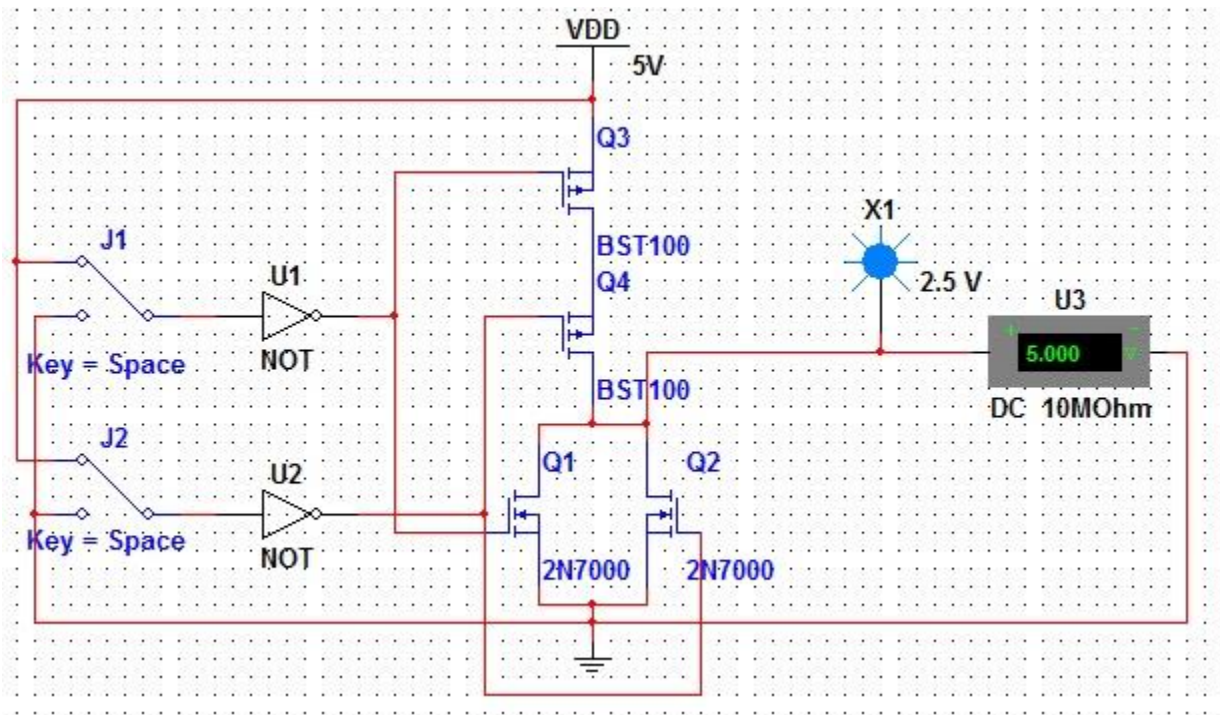 VDD
5V
Q3
BST100
Q4
BST100
J1
Key = Space
U1
NOT
J2
Key = Space
U2
NOT
Q1
2N7000
Q2
2N7000
X1
2.5 V
U3
+ -
5.000 V
DC 10MOhm